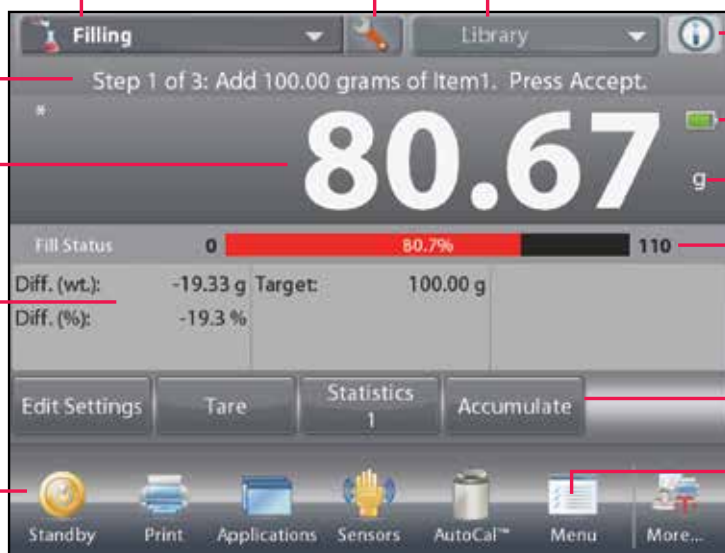 Filling Library
Step 1 of 3: Add 100.00 grams of Item1. Press Accept.
*
80.67
g
Fill Status 0 80.7% 110
Diff. (wt.): -19.33 g Target: 100.00 g
Diff. (%): -19.3 %
Edit Settings Tare Statistics Accumulate
1
Standby Print Applications Sensors AutoCal™ Menu More...